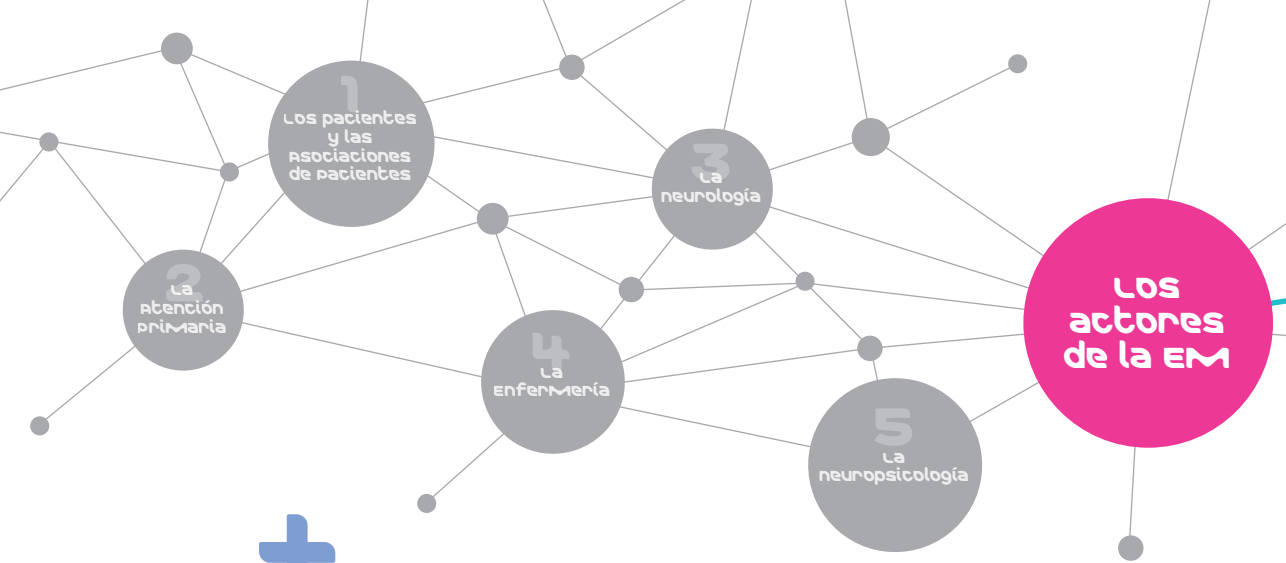 1
Los pacientes
y las
Asociaciones
de pacientes
2
La
Atención
primaria
3
La
neurología
4
La
Enfermería
5
La
neuropsicología
Los
actores
de la EM